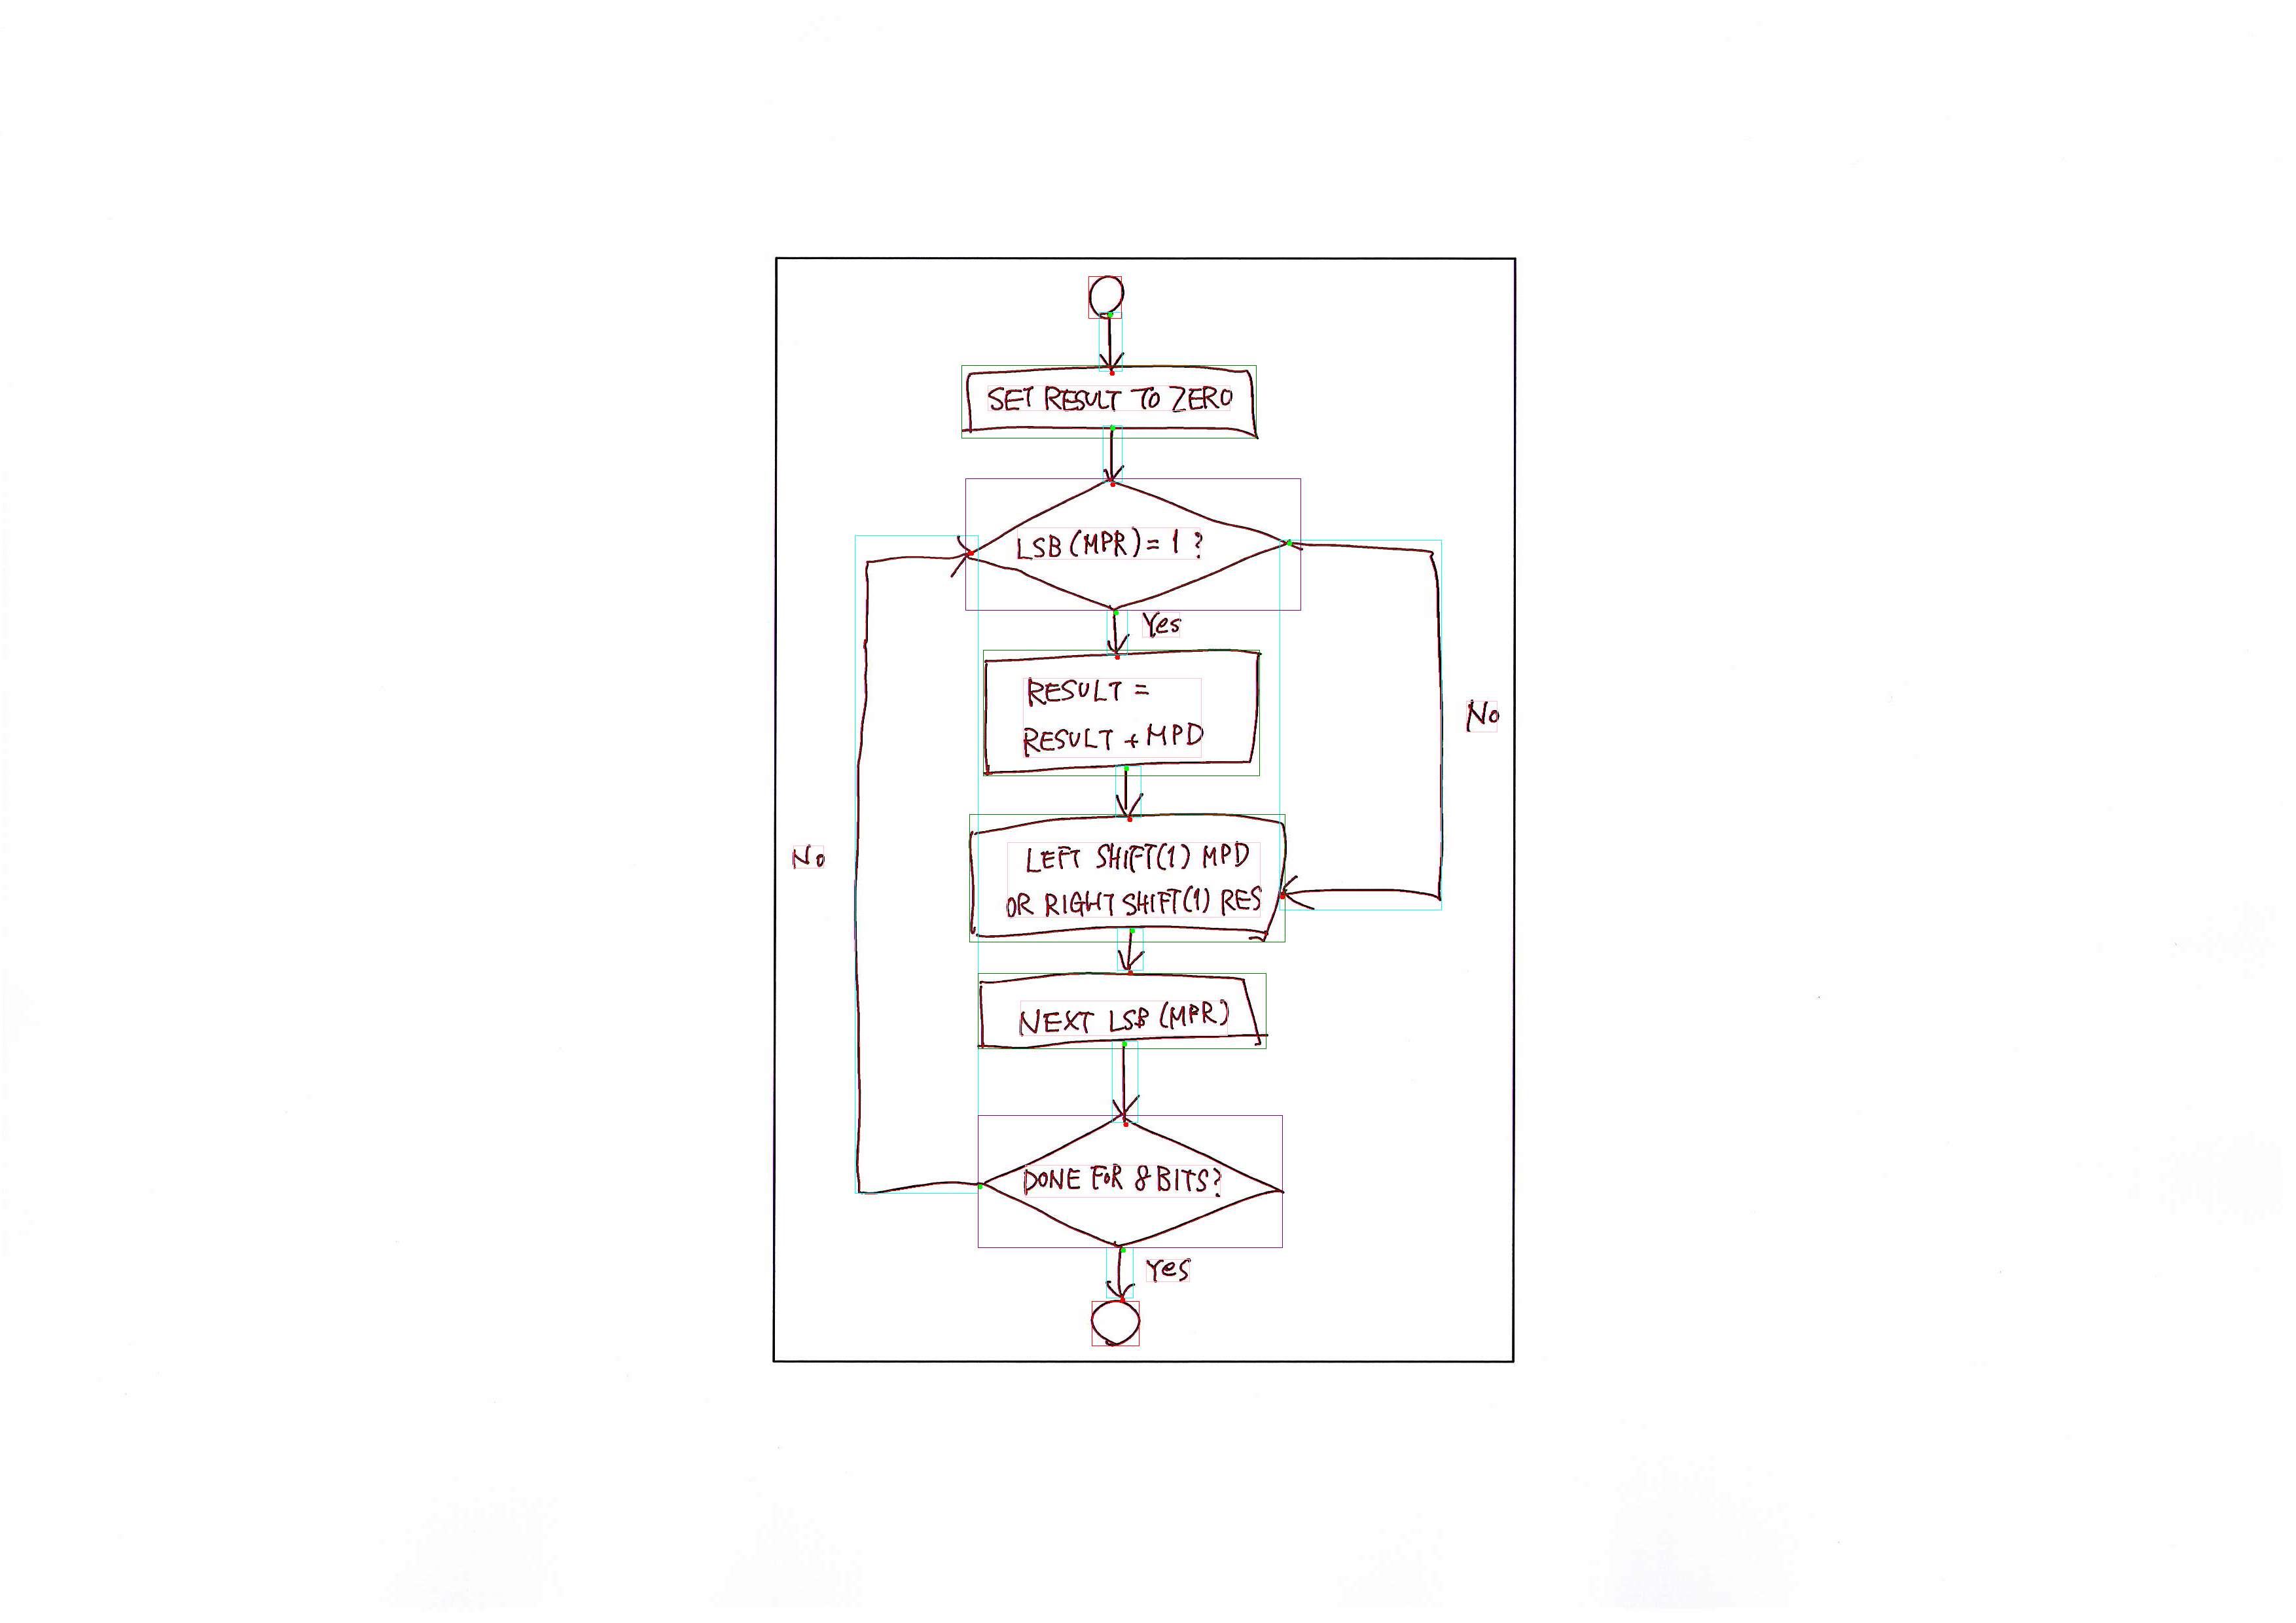 SET RESULT TO ZERO
LSB (MPR) = 1 ?
Yes
RESULT =
RESULT + MPD
No
LEFT SHIFT(1) MPD
OR RIGHT SHIFT(1) RES
No
NEXT LSB (MPR)
DONE FOR 8 BITS?
Yes